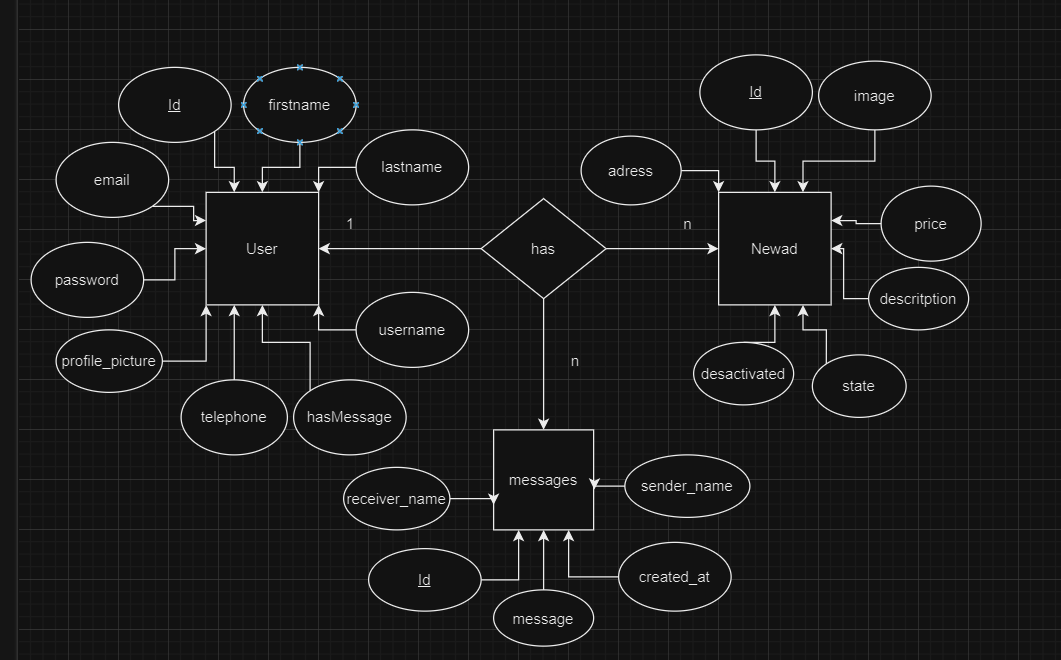 Id
firstname
Id
image
email
lastname
adress
1
n
price
User
has
Newad
password
descritption
username
profile_picture
n
desactivated
state
telephone
hasMessage
messages
sender_name
receiver_name
Id
created_at
message